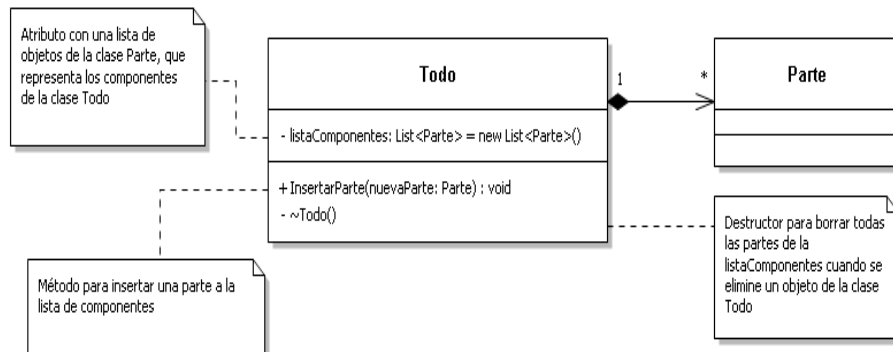 Atributo con una lista de
objetos de la clase Parte, que
representa los componentes
de la clase Todo
Todo
- listaComponentes: List<Parte> = new List<Parte>()
+ InsertarParte(nuevaParte: Parte) : void
- ~Todo()
1
*
Parte
Método para insertar una parte a la
lista de componentes
Destructor para borrar todas
las partes de la
listaComponentes cuando se
elimine un objeto de la clase
Todo